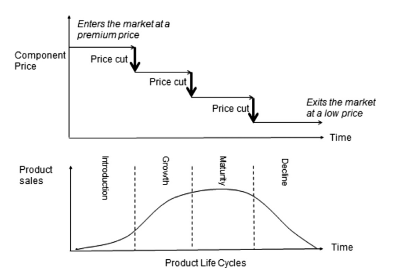 Enters the market at a
premium price
Component
Price
Price cut
Price cut
Price cut
Exits the market
at a low price
Time
Product
sales
Introduction
Growth
Maturity
Decline
Time
Product Life Cycles